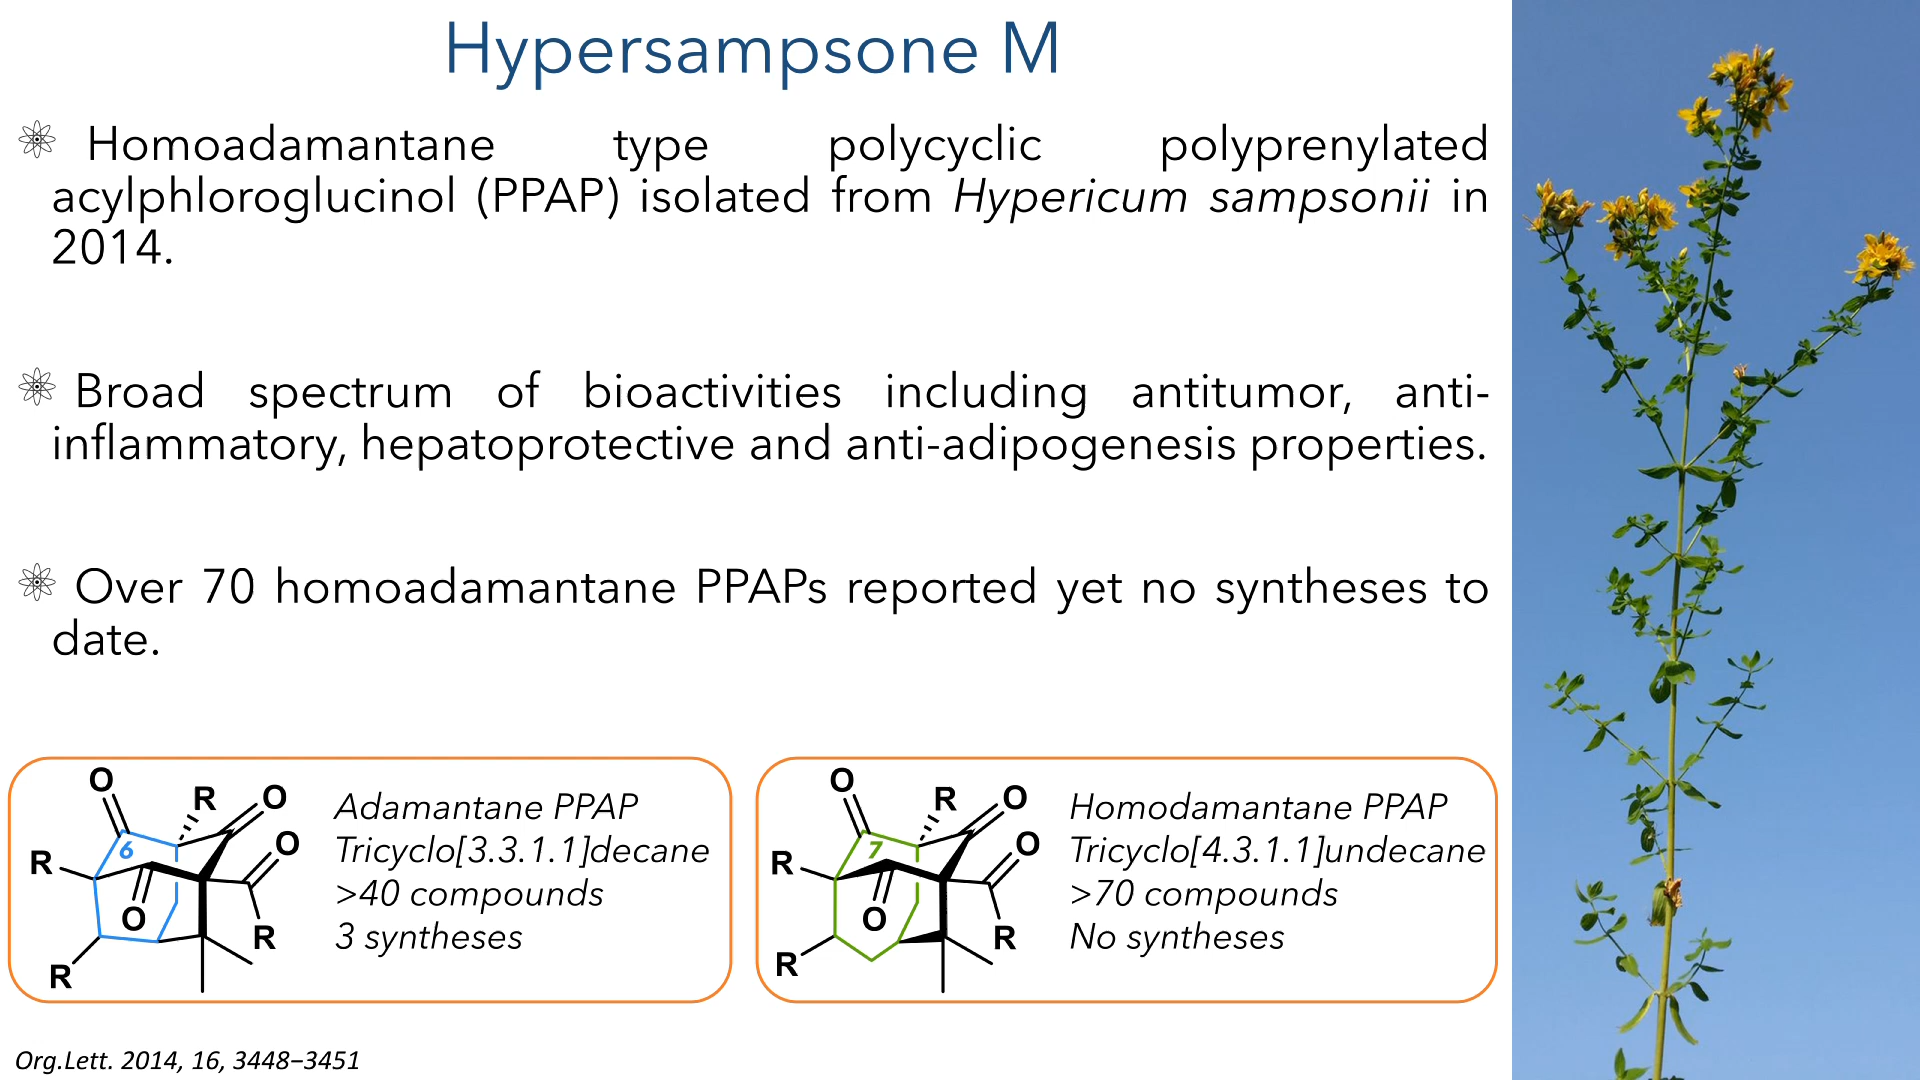 Hypersampsone M
Homoadamantane type polycyclic polyprenylated
acylphloroglucinol (PPAP) isolated from Hypericum sampsonii in
2014.
Broad spectrum of bioactivities including antitumor, anti-
inflammatory, hepatoprotective and anti-adipogenesis properties.
Over 70 homoadamantane PPAPs reported yet no syntheses to
date.
O
R
O
6
O
R
O
R
R
Adamantane PPAP
Tricyclo[3.3.1.1]decane
>40 compounds
3 syntheses
O
R
O
7
O
R
O
R
R
Homodamantane PPAP
Tricyclo[4.3.1.1]undecane
>70 compounds
No syntheses
Org.Lett. 2014, 16, 3448–3451